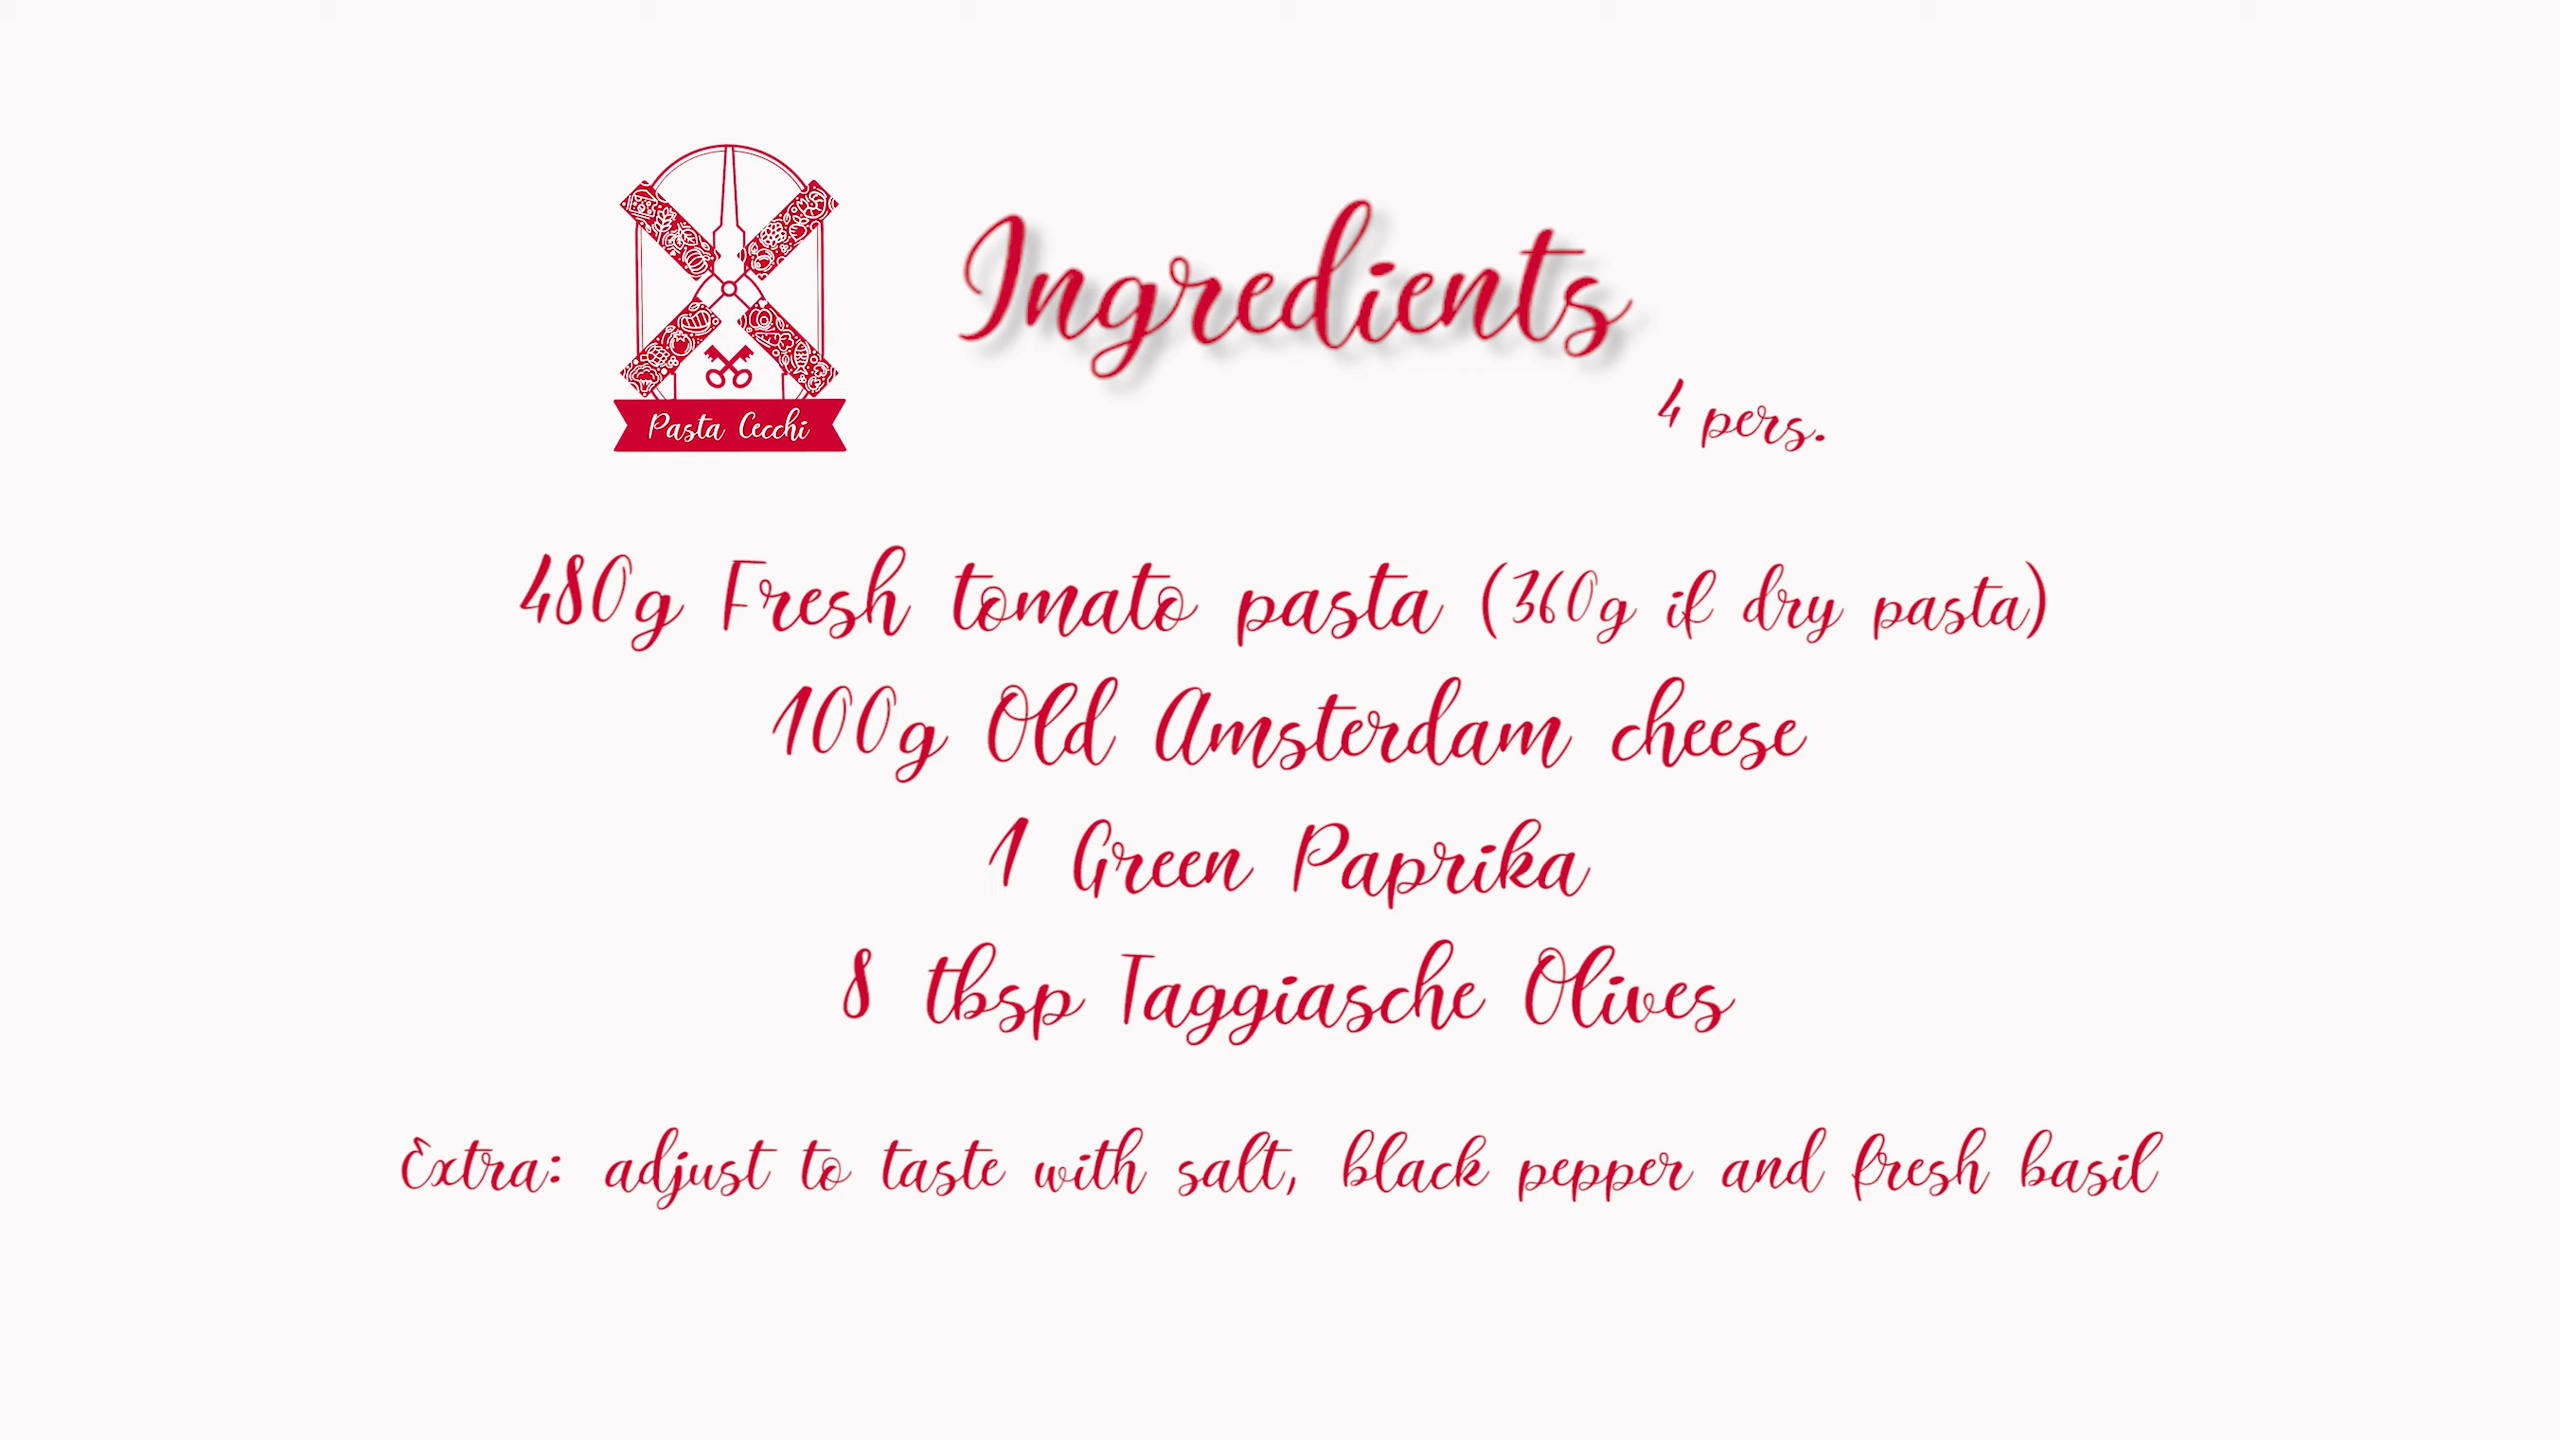 Pasta Cecchi
Ingredients
4 pers.
480g Fresh tomato pasta (360g if dry pasta)
100g Old Amsterdam cheese
1 Green Paprika
8 tbsp Taggiasche Olives
Extra: adjust to taste with salt, black pepper and fresh basil